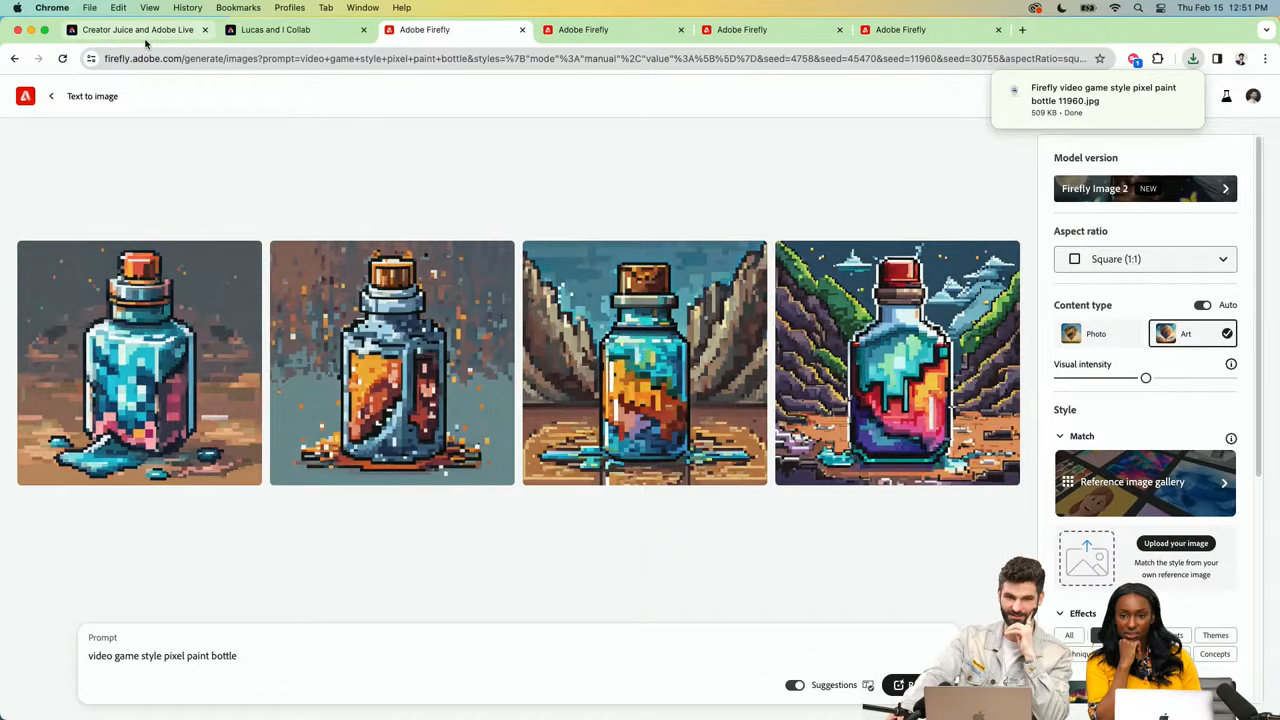 Chrome File Edit View History Bookmarks Profiles Tab Window Help Thu Feb 15 12:51 PM
Creator Juice and Adobe Live Lucas and I Collab Adobe Firefly Adobe Firefly Adobe Firefly Adobe Firefly
firefly.adobe.com/generate/images?prompt=video+game+style+pixel+paint+bottle&styles=%7B"mode"%3A"manual"%2C"value"%3A%5B%5D%7D&seed=4758&seed=45470&seed=11960&seed=30755&aspectRatio=squ...
1
Text to image
Firefly video game style pixel paint
bottle 11960.jpg
509 KB • Done
Model version
Firefly Image 2 NEW
Aspect ratio
Square (1:1)
Content type Auto
Photo Art
Visual intensity
Style
Match
Reference image gallery
Upload your image
Match the style from your
own reference image
Effects
All Themes
Concepts
Prompt
video game style pixel paint bottle
Suggestions